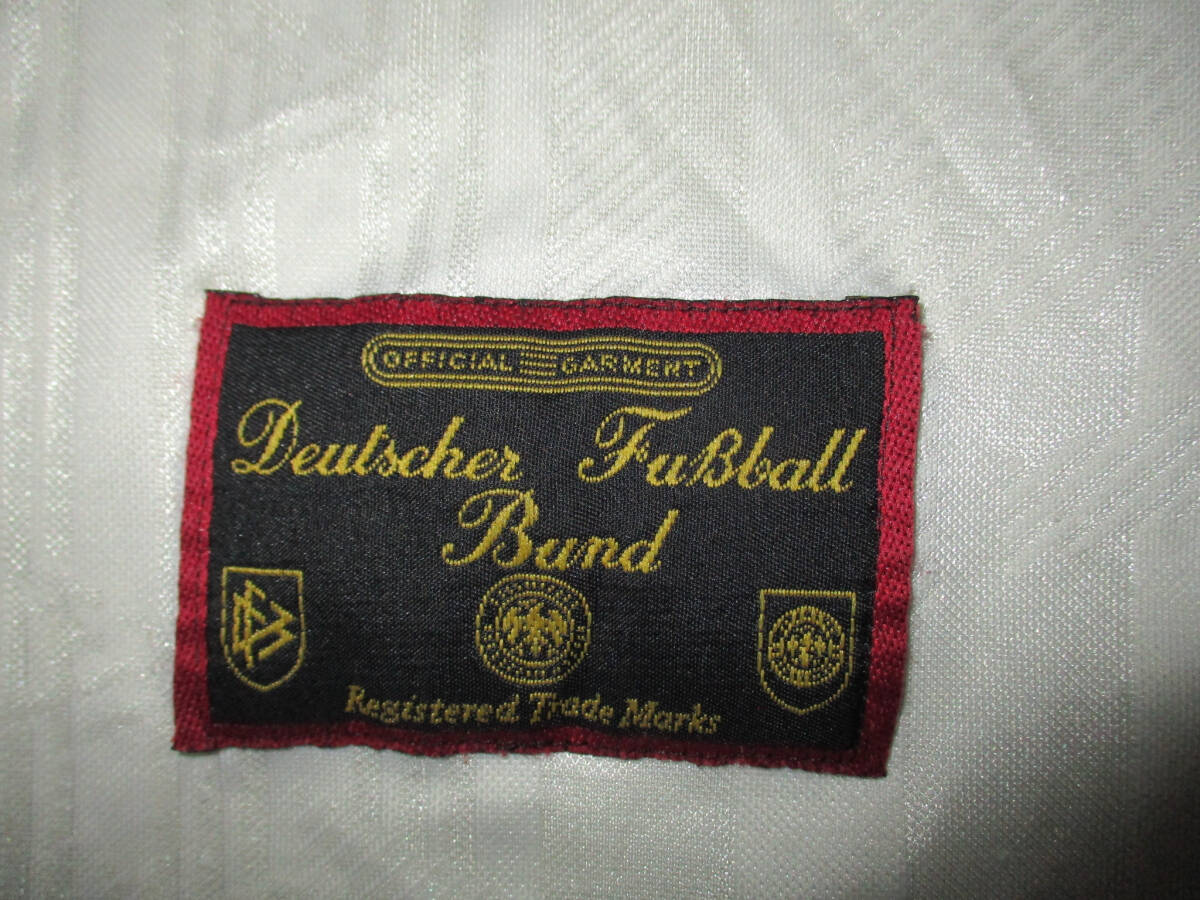 OFFICIAL GARMENT
Deutscher Fußball
Bund
Registered Trade Marks